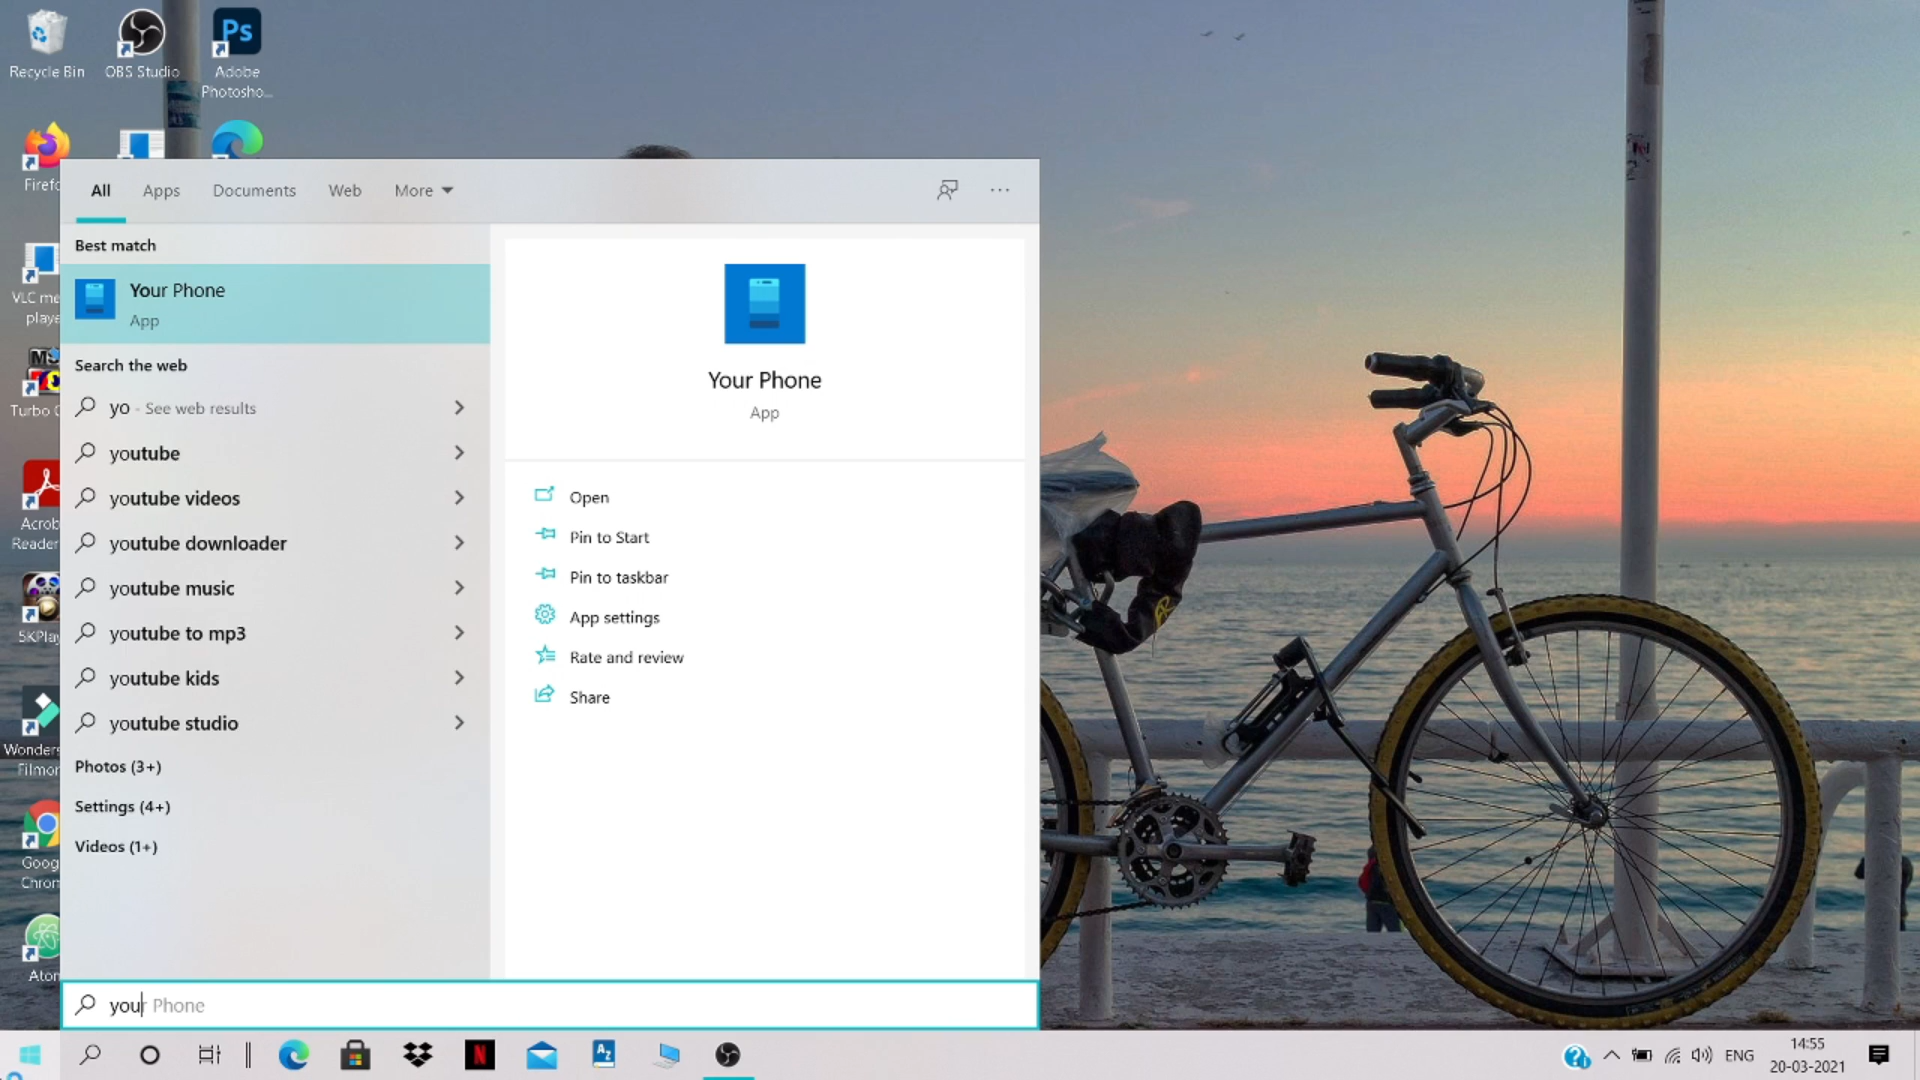 Recycle Bin
OBS Studio
Adobe
Photosho...
Ps
Firefo
VLC me
playe
Turbo C
Acrob
Reader
5KPlay
Wonders
Filmor
Goog
Chrom
Atom
All
Apps
Documents
Web
More
Best match
Your Phone
App
Search the web
yo - See web results
youtube
youtube videos
youtube downloader
youtube music
youtube to mp3
youtube kids
youtube studio
Photos (3+)
Settings (4+)
Videos (1+)
Your Phone
App
Open
Pin to Start
Pin to taskbar
App settings
Rate and review
Share
your Phone
ENG
14:55
20-03-2021